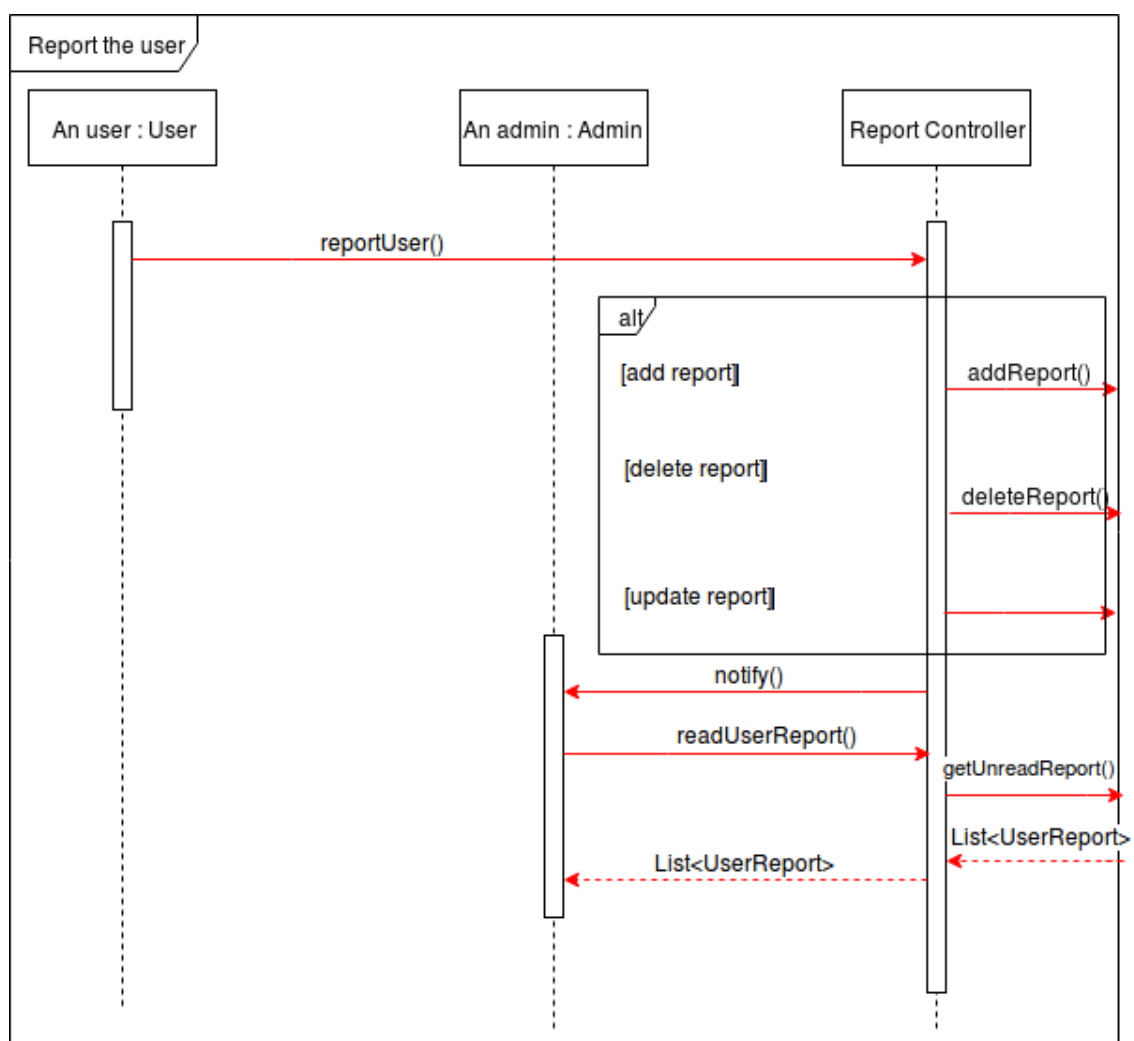 Report the user
An user : User
An admin : Admin
Report Controller
reportUser()
alt
[add report]]
addReport()
[delete report]]
deleteReport()
[update report]]
notify()
readUserReport()
getUnreadReport()
List<UserReport>
List<UserReport>